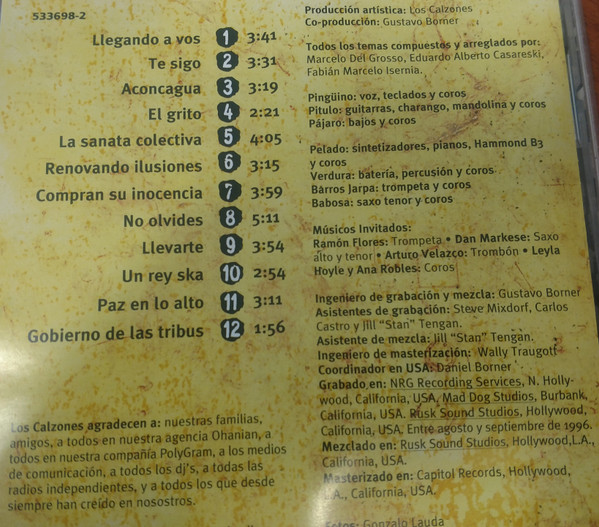 533698-2
Llegando a vos 1 3:41
Te sigo 2 3:31
Aconcagua 3 3:19
El grito 4 2:21
La sanata colectiva 5 4:05
Renovando ilusiones 6 3:15
Compran su inocencia 7 3:59
No olvides 8 5:11
Llevarte 9 3:54
Un rey ska 10 2:54
Paz en lo alto 11 3:11
Gobierno de las tribus 12 1:56
Los Calzones agradecen a: nuestras familias,
amigos, a todos en nuestra agencia Ohanian, a
todos en nuestra compañía PolyGram, a los medios
de comunicación, a todos los dj's, a todas las
radios independientes, y a todos los que desde
siempre han creído en nosostros.
Producción artística: Los Calzones
Co-producción: Gustavo Borner
Todos los temas compuestos y arreglados por:
Marcelo Del Grosso, Eduardo Alberto Casareski,
Fabián Marcelo Isernia.
Pingüino: voz, teclados y coros
Pitulo: guitarras, charango, mandolina y coros
Pájaro: bajos y coros
Pelado: sintetizadores, pianos, Hammond B3
y coros
Verdura: batería, percusión y coros
Bárros Jarpa: trompeta y coros
Babosa: saxo tenor y coros
Músicos Invitados:
Ramón Flores: Trompeta • Dan Markese: Saxo
alto y tenor • Arturo Velazco: Trombón • Leyla
Hoyle y Ana Robles: Coros
Ingeniero de grabación y mezcla: Gustavo Borner
Asistentes de grabación: Steve Mixdorf, Carlos
Castro y Jill "Stan" Tengan.
Asistente de mezcla: Jill "Stan" Tengan.
Ingeniero de masterización: Wally Traugott
Coordinador en USA: Daniel Borner
Grabado en: NRG Recording Services, N. Holly-
wood, California, USA, Mad Dog Studios, Burbank,
California, USA. Rusk Sound Studios, Hollywood,
California, USA. Entre agosto y septiembre de 1996.
Mezclado en: Rusk Sound Studios, Hollywood,L.A.,
California, USA.
Masterizado en: Capitol Records, Hollywood,
L.A., California, USA.
Fotos: Gonzalo Lauda